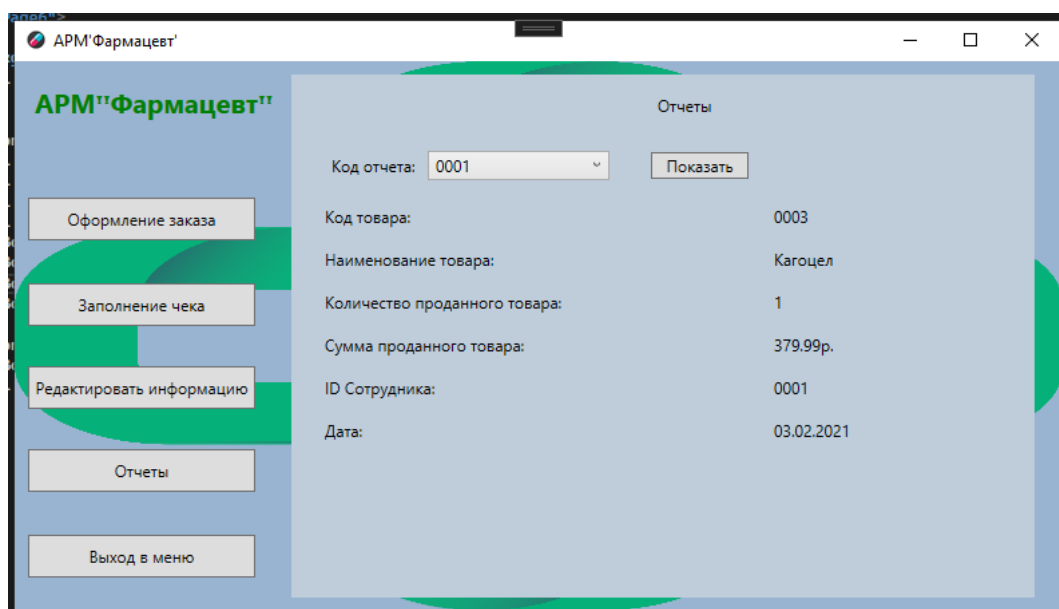 АРМ'Фармацевт'
АРМ"Фармацевт"
Оформление заказа
Заполнение чека
Редактировать информацию
Отчеты
Выход в меню
Отчеты
Код отчета: 0001 Показать
Код товара: 0003
Наименование товара: Кагоцел
Количество проданного товара: 1
Сумма проданного товара: 379.99р.
ID Сотрудника: 0001
Дата: 03.02.2021